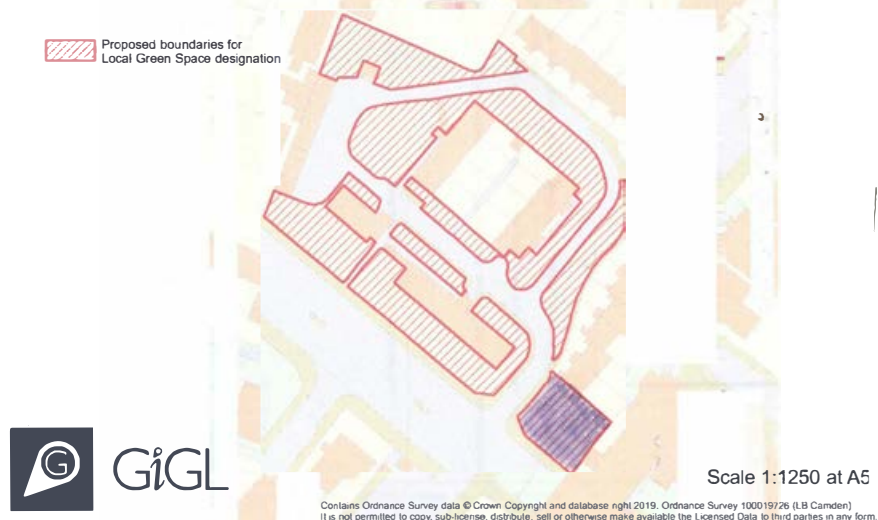 Proposed boundaries for
Local Green Space designation
G
GiGL
Scale 1:1250 at A5
Contains Ordnance Survey data © Crown Copyright and database right 2019. Ordnance Survey 100019726 (LB Camden)
It is not permitted to copy, sub-license, distribute, sell or otherwise make available the Licensed Data to third parties in any form.